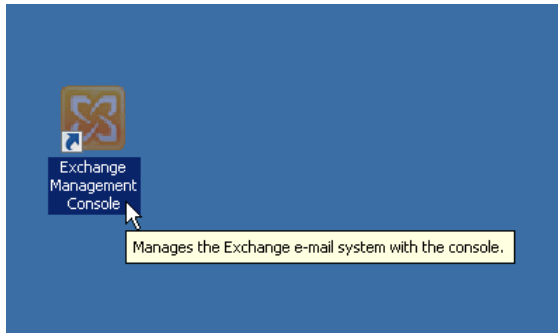 Exchange
Management
Console
Manages the Exchange e-mail system with the console.